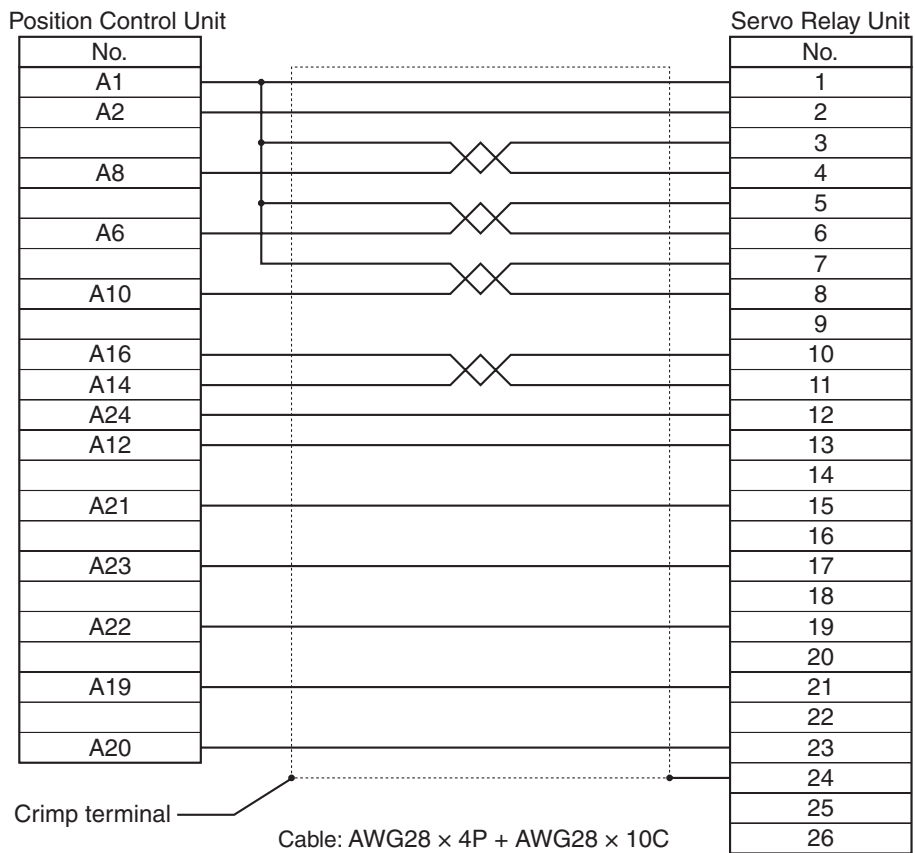 Position Control Unit Servo Relay Unit
No. No.
A1 1
A2 2
3
A8 4
5
A6 6
7
A10 8
9
A16 10
A14 11
A24 12
A12 13
14
A21 15
16
A23 17
18
A22 19
20
A19 21
22
A20 23
24
Crimp terminal 25
Cable: AWG28 × 4P + AWG28 × 10C 26